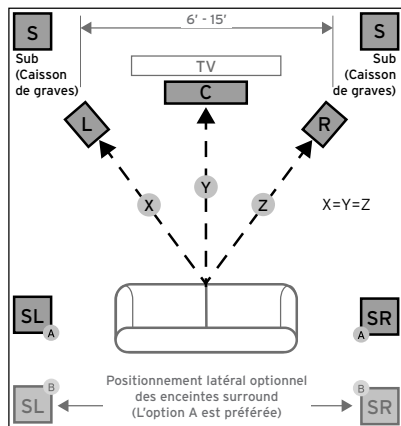 S
6' - 15'
S
Sub
(Caisson
de graves)
TV
Sub
(Caisson
de graves)
C
L
R
X
Y
Z
X=Y=Z
SL
A
SR
A
B
SL
Positionnement latéral optionnel
des enceintes surround
(L'option A est préférée)
B
SR